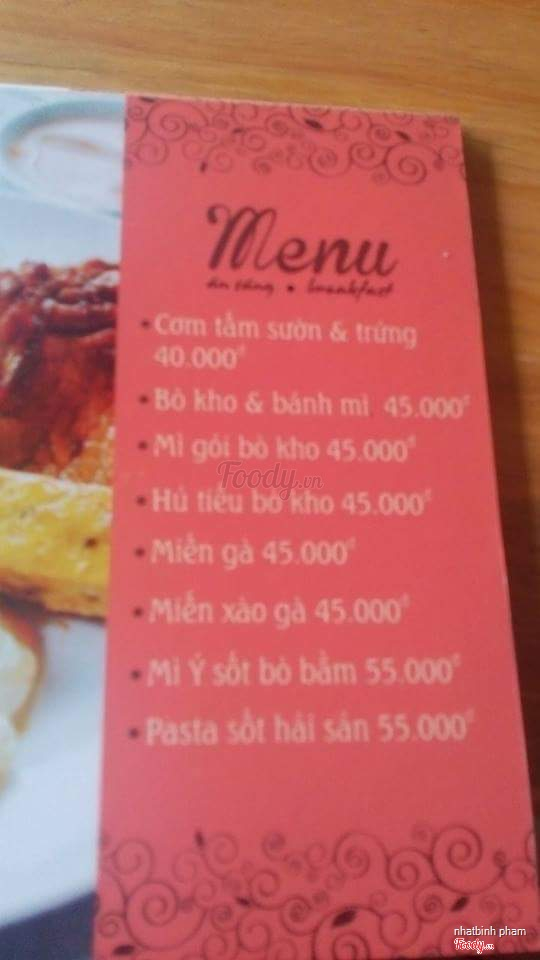 Menu
ăn sáng • breakfast
• Cơm tấm sườn & trứng
40.000đ
• Bò kho & bánh mì 45.000đ
• Mì gói bò kho 45.000đ
Foody.vn
• Hủ tiếu bò kho 45.000đ
• Miến gà 45.000đ
• Miến xào gà 45.000đ
• Mì Ý sốt bò bằm 55.000đ
• Pasta sốt hải sản 55.000đ
nhatbinh pham
Foody.vn